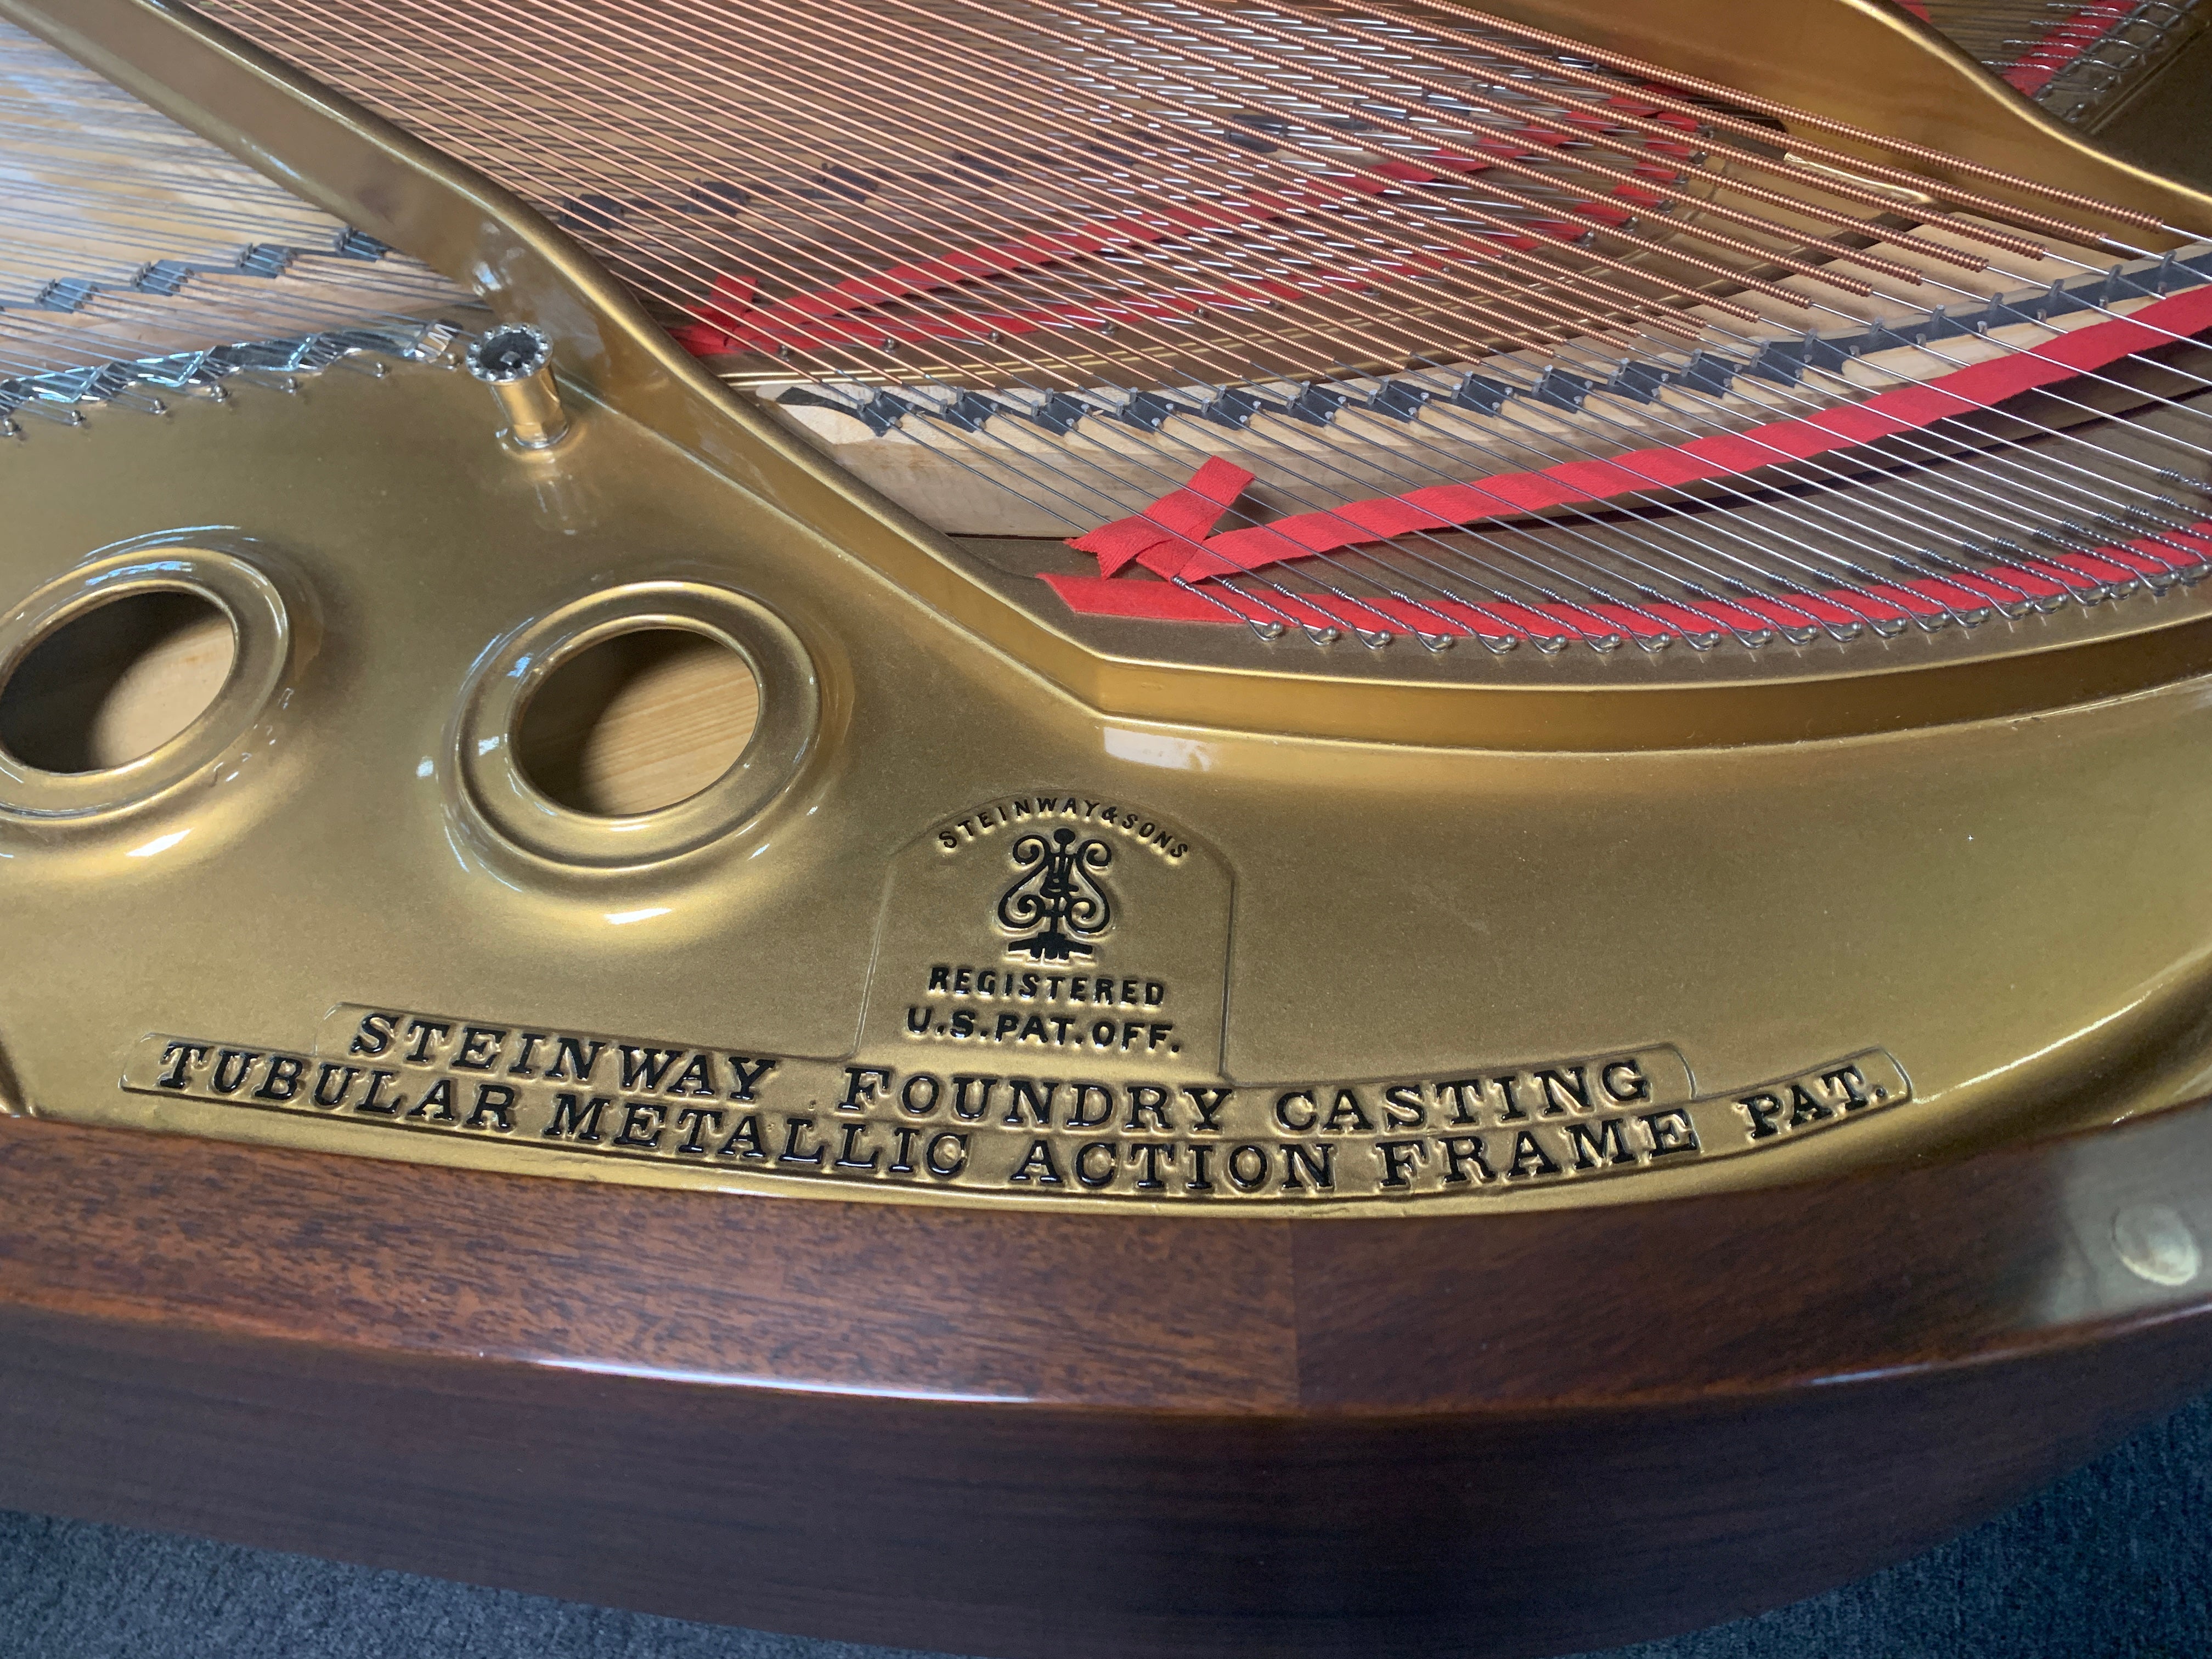 STEINWAY & SONS
REGISTERED
U.S.PAT.OFF.
STEINWAY FOUNDRY CASTING
TUBULAR METALLIC ACTION FRAME PAT.